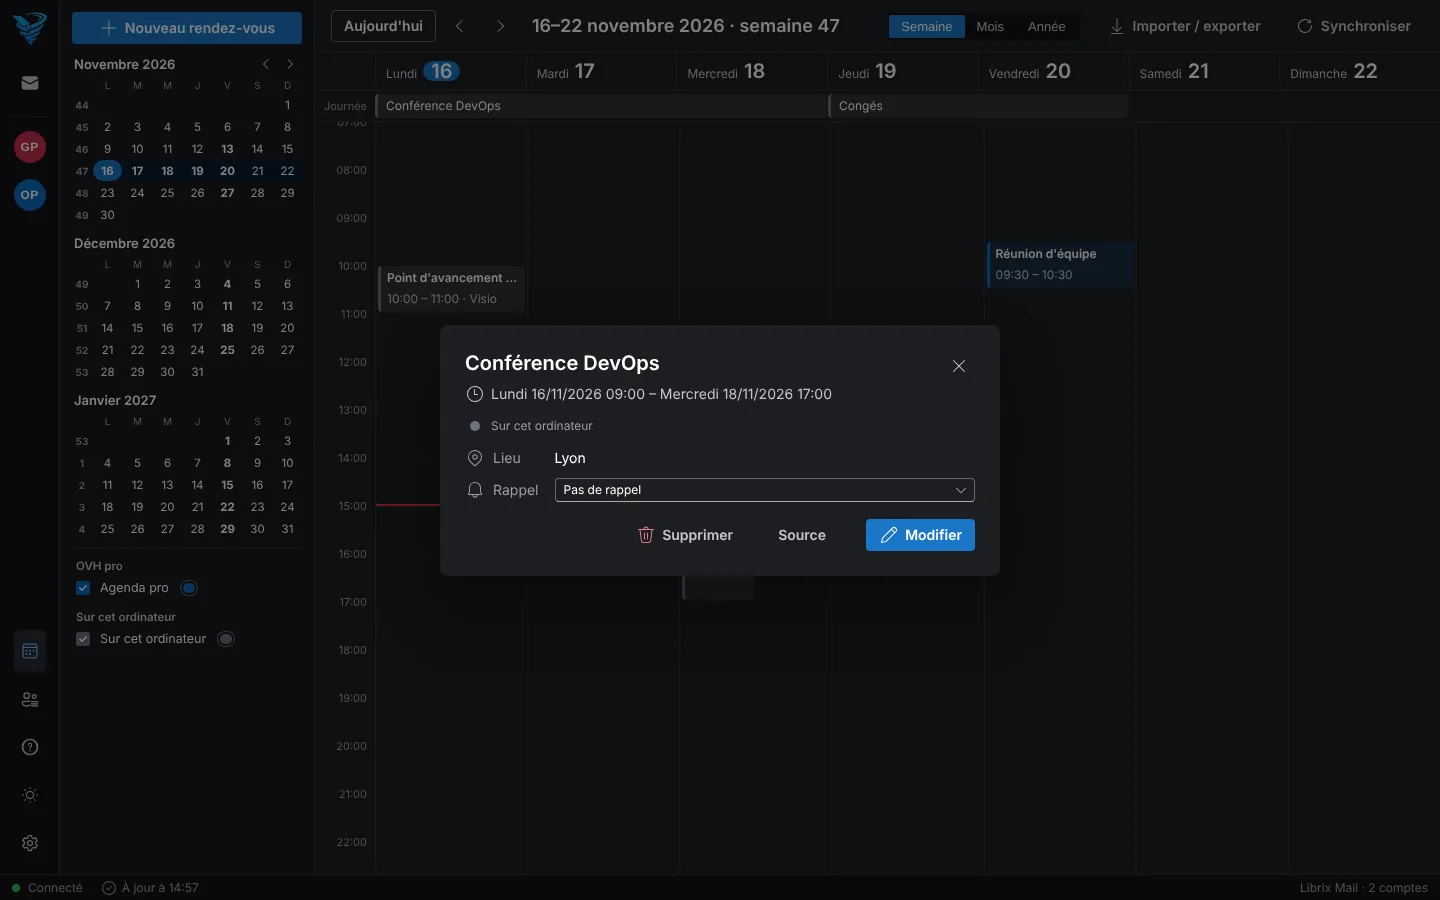 Nouveau rendez-vous
Aujourd'hui
16–22 novembre 2026 · semaine 47
Semaine
Mois
Année
Importer / exporter
Synchroniser
Novembre 2026
L M M J V S D
44 1
45 2 3 4 5 6 7 8
46 9 10 11 12 13 14 15
47 16 17 18 19 20 21 22
48 23 24 25 26 27 28 29
49 30
Décembre 2026
L M M J V S D
49 1 2 3 4 5 6
50 7 8 9 10 11 12 13
51 14 15 16 17 18 19 20
52 21 22 23 24 25 26 27
53 28 29 30 31
Janvier 2027
L M M J V S D
53 1 2 3
1 4 5 6 7 8 9 10
2 11 12 13 14 15 16 17
3 18 19 20 21 22 23 24
4 25 26 27 28 29 30 31
GP
OP
OVH pro
Agenda pro
Sur cet ordinateur
Sur cet ordinateur
Lundi 16
Mardi 17
Mercredi 18
Jeudi 19
Vendredi 20
Samedi 21
Dimanche 22
Journée
Conférence DevOps
Congés
07:00
08:00
09:00
10:00
11:00
12:00
13:00
14:00
15:00
16:00
17:00
18:00
19:00
20:00
21:00
22:00
Point d'avancement ...
10:00 – 11:00 · Visio
Réunion d'équipe
09:30 – 10:30
Conférence DevOps
Lundi 16/11/2026 09:00 – Mercredi 18/11/2026 17:00
Sur cet ordinateur
Lieu Lyon
Rappel Pas de rappel
Supprimer
Source
Modifier
Connecté
À jour à 14:57
Librix Mail · 2 comptes